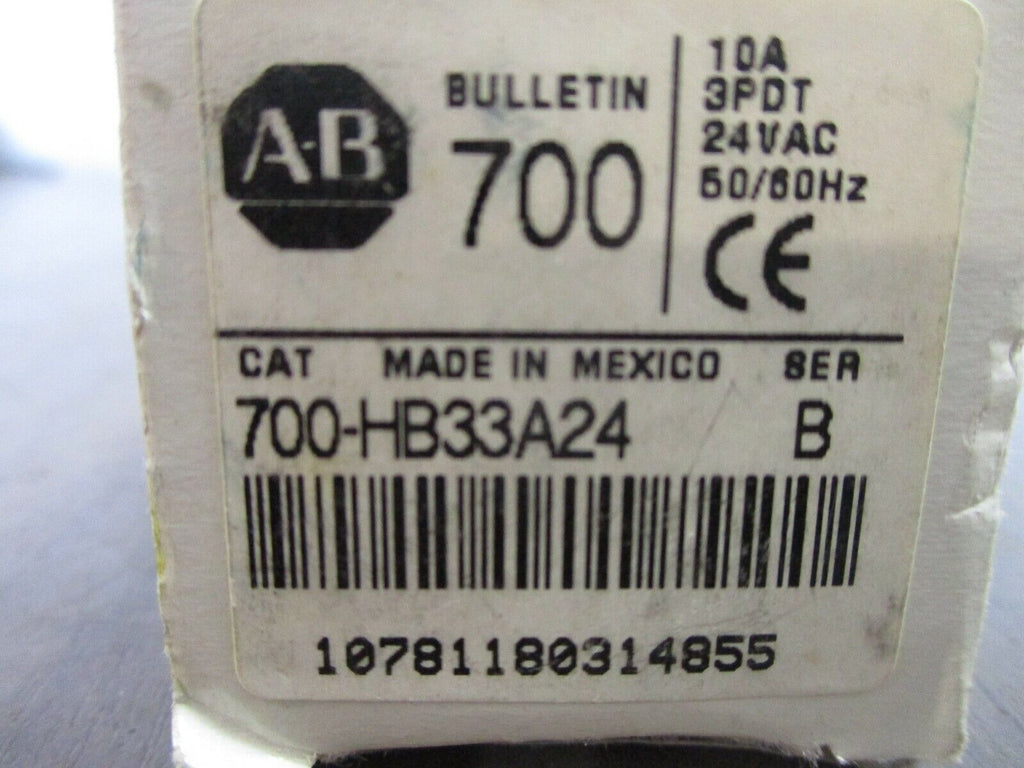 A-B
BULLETIN
700
10A
3PDT
24VAC
50/60Hz
CE
CAT MADE IN MEXICO SER
700-HB33A24 B
10781180314855